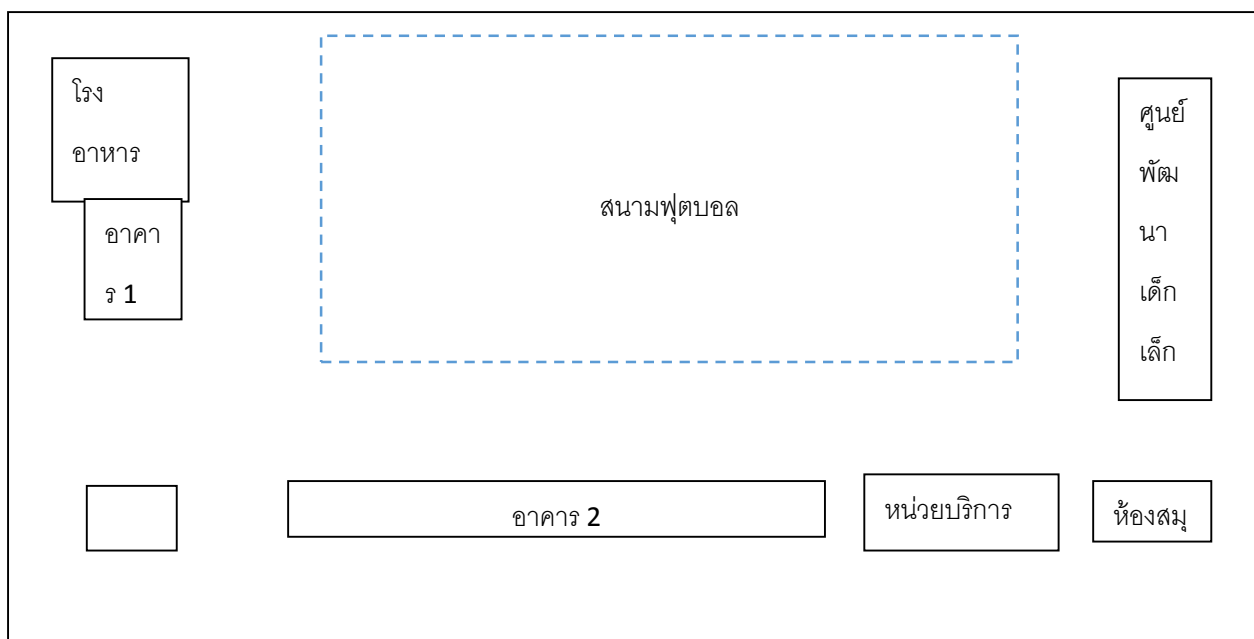 โรง
อาหาร
อาคา
ร 1
สนามฟุตบอล
ศูนย์
พัฒ
นา
เด็ก
เล็ก
อาคาร 2
หน่วยบริการ
ห้องสมุ